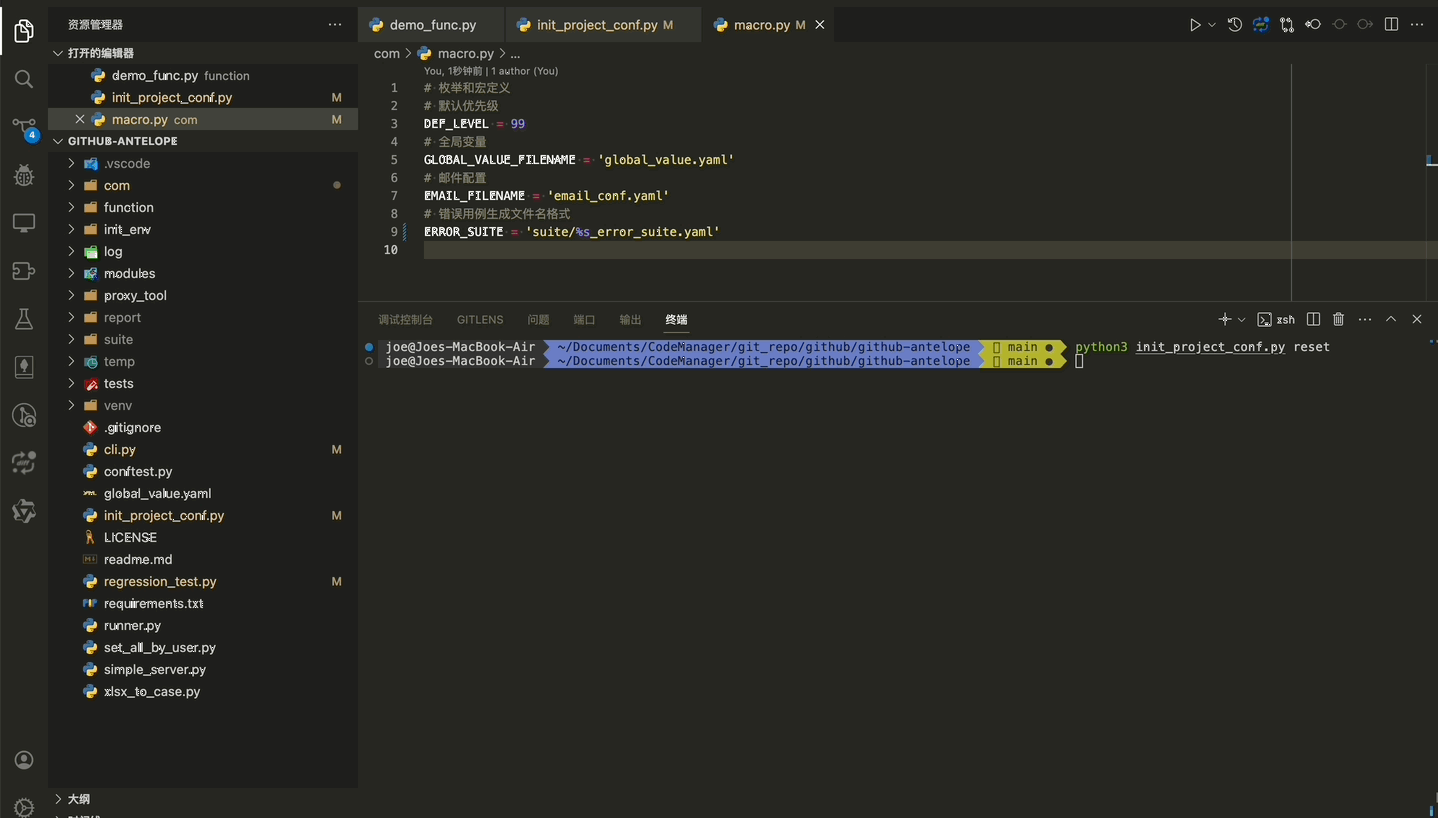 资源管理器
打开的编辑器
demo_func.py function
init_project_conf.py M
macro.py com M
GITHUB-ANTELOPE
.vscode
com
function
init_env
log
modules
proxy_tool
report
suite
temp
tests
venv
.gitignore
cli.py M
conftest.py
global_value.yaml
init_project_conf.py M
LICENSE
readme.md
regression_test.py M
requirements.txt
runner.py
set_all_by_user.py
simple_server.py
xlsx_to_case.py
大纲
4
demo_func.py init_project_conf.py M macro.py M
com > macro.py > ...
You, 1秒钟前 | 1 author (You)
1 # 枚举和宏定义
2 # 默认优先级
3 DEF_LEVEL = 99
4 # 全局变量
5 GLOBAL_VALUE_FILENAME = 'global_value.yaml'
6 # 邮件配置
7 EMAIL_FILENAME = 'email_conf.yaml'
8 # 错误用例生成文件名格式
9 ERROR_SUITE = 'suite/%s_error_suite.yaml'
10
调试控制台 GITLENS 问题 端口 输出 终端 zsh
joe@Joes-MacBook-Air ~/Documents/CodeManager/git_repo/github/github-antelope main ● python3 init_project_conf.py reset
joe@Joes-MacBook-Air ~/Documents/CodeManager/git_repo/github/github-antelope main ●